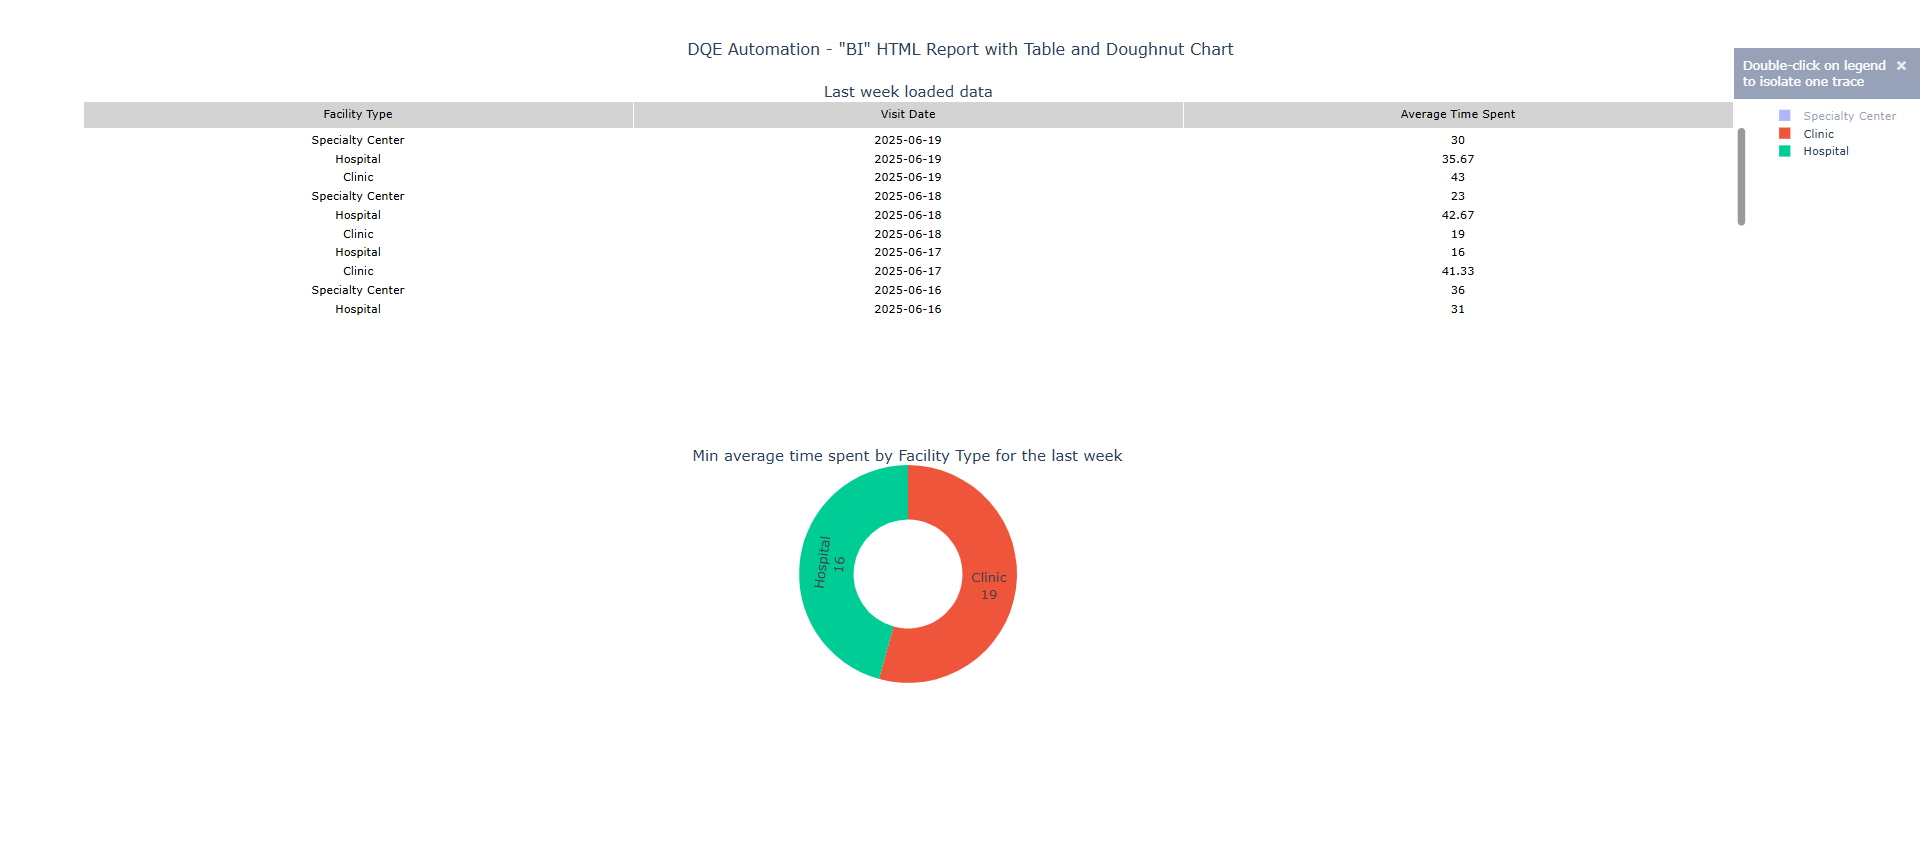 DQE Automation - "BI" HTML Report with Table and Doughnut Chart
Double-click on legend ×
to isolate one trace
Last week loaded data
Facility Type Visit Date Average Time Spent
Specialty Center 2025-06-19 30
Hospital 2025-06-19 35.67
Clinic 2025-06-19 43
Specialty Center 2025-06-18 23
Hospital 2025-06-18 42.67
Clinic 2025-06-18 19
Hospital 2025-06-17 16
Clinic 2025-06-17 41.33
Specialty Center 2025-06-16 36
Hospital 2025-06-16 31
Specialty Center
Clinic
Hospital
Min average time spent by Facility Type for the last week
Hospital
16
Clinic
19